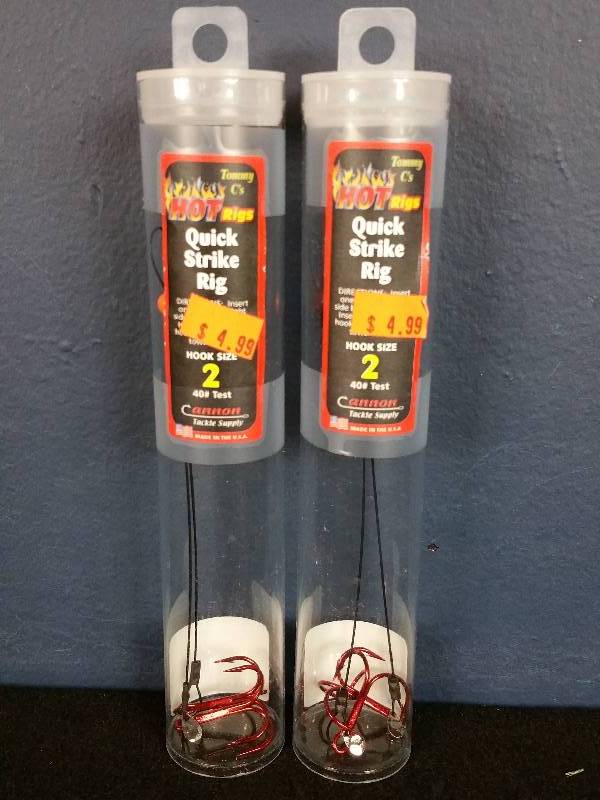 Tommy
C's
HOT Rigs
Quick
Strike
Rig
$ 4.99
HOOK SIZE
2
40# Test
Cannon
Tackle Supply
MADE IN THE U.S.A.
Tommy
C's
HOT Rigs
Quick
Strike
Rig
Insert
$ 4.99
HOOK SIZE
2
40# Test
Cannon
Tackle Supply
MADE IN THE U.S.A.